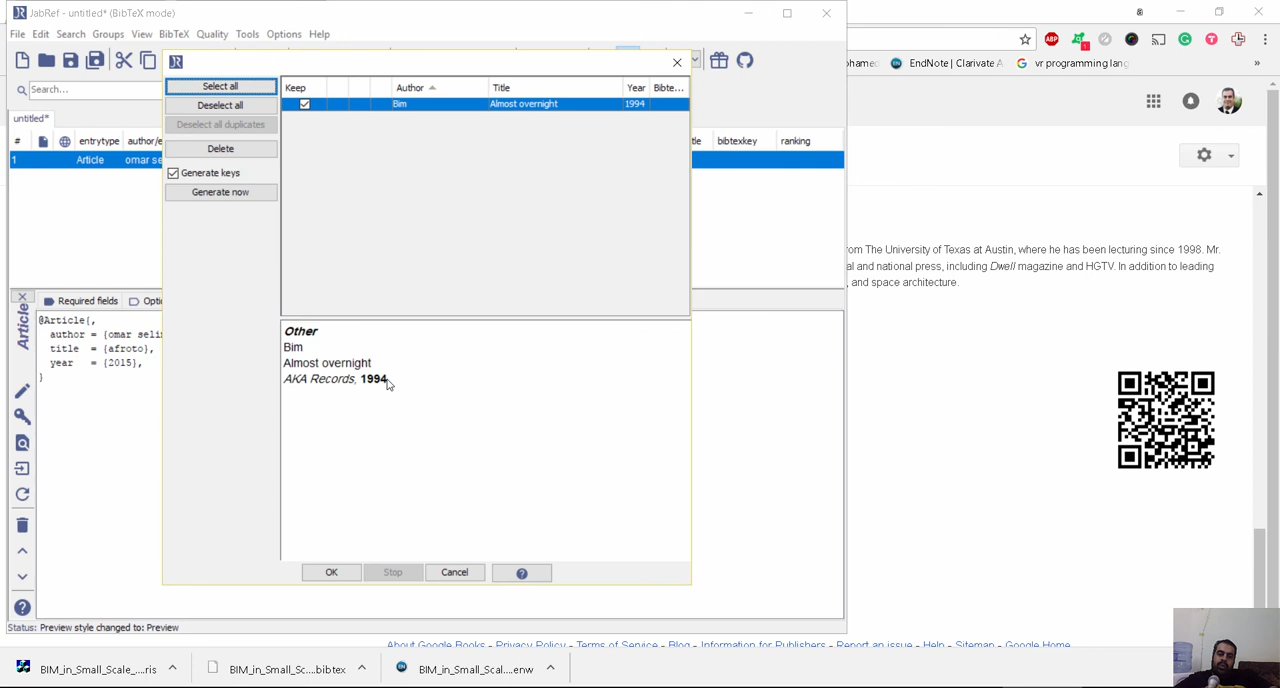 JabRef - untitled* (BibTeX mode)
File Edit Search Groups View BibTeX Quality Tools Options Help
Search...
untitled*
# entrytype author/e
1 Article omar se
tle bibtexkey ranking
Select all
Deselect all
Deselect all duplicates
Delete
Generate keys
Generate now
Keep Author Title Year Bibte...
Bim Almost overnight 1994
Other
Bim
Almost overnight
AKA Records, 1994
OK Stop Cancel
Article
Required fields Opti
@Article{,
author = {omar selim
title = {afroto},
year = {2015},
}
Status: Preview style changed to: Preview
ABP
1
ohamed EndNote | Clarivate A vr programming lang
rom The University of Texas at Austin, where he has been lecturing since 1998. Mr.
al and national press, including Dwell magazine and HGTV. In addition to leading
, and space architecture.
About Google Books - Privacy Policy - Terms of Service - Blog - Information for Publishers - Report an issue - Help - Sitemap - Google Home
BIM_in_Small_Scale_....ris BIM_in_Small_Sc....bibtex BIM_in_Small_Scal....enw